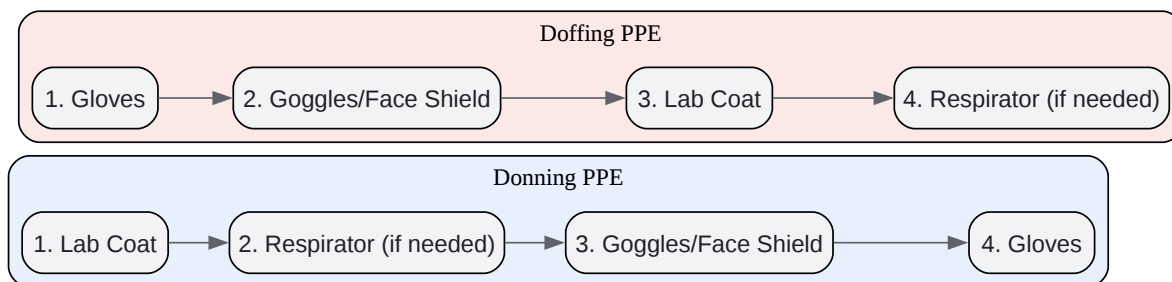 Doffing PPE
1. Gloves
2. Goggles/Face Shield
3. Lab Coat
4. Respirator (if needed)
Donning PPE
1. Lab Coat
2. Respirator (if needed)
3. Goggles/Face Shield
4. Gloves